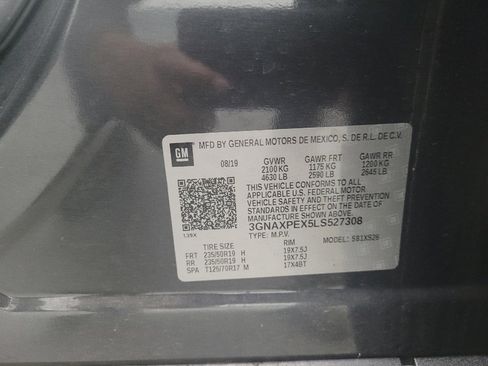 GM
MFD BY GENERAL MOTORS DE MEXICO, S. DE R.L. DE C.V.
08/19 GVWR GAWR FRT GAWR RR
2100 KG 1175 KG 1200 KG
4630 LB 2590 LB 2645 LB
THIS VEHICLE CONFORMS TO ALL
APPLICABLE U.S. FEDERAL MOTOR
VEHICLE SAFETY AND THEFT PREVENTION
STANDARDS IN EFFECT ON THE DATE OF
MANUFACTURE SHOWN ABOVE.
3GNAXPEX5LS527308
TYPE: M.P.V.
TIRE SIZE RIM
FRT 235/50R19 H 19X7.5J
RR 235/50R19 H 19X7.5J
SPA T125/70R17 M 17X4BT